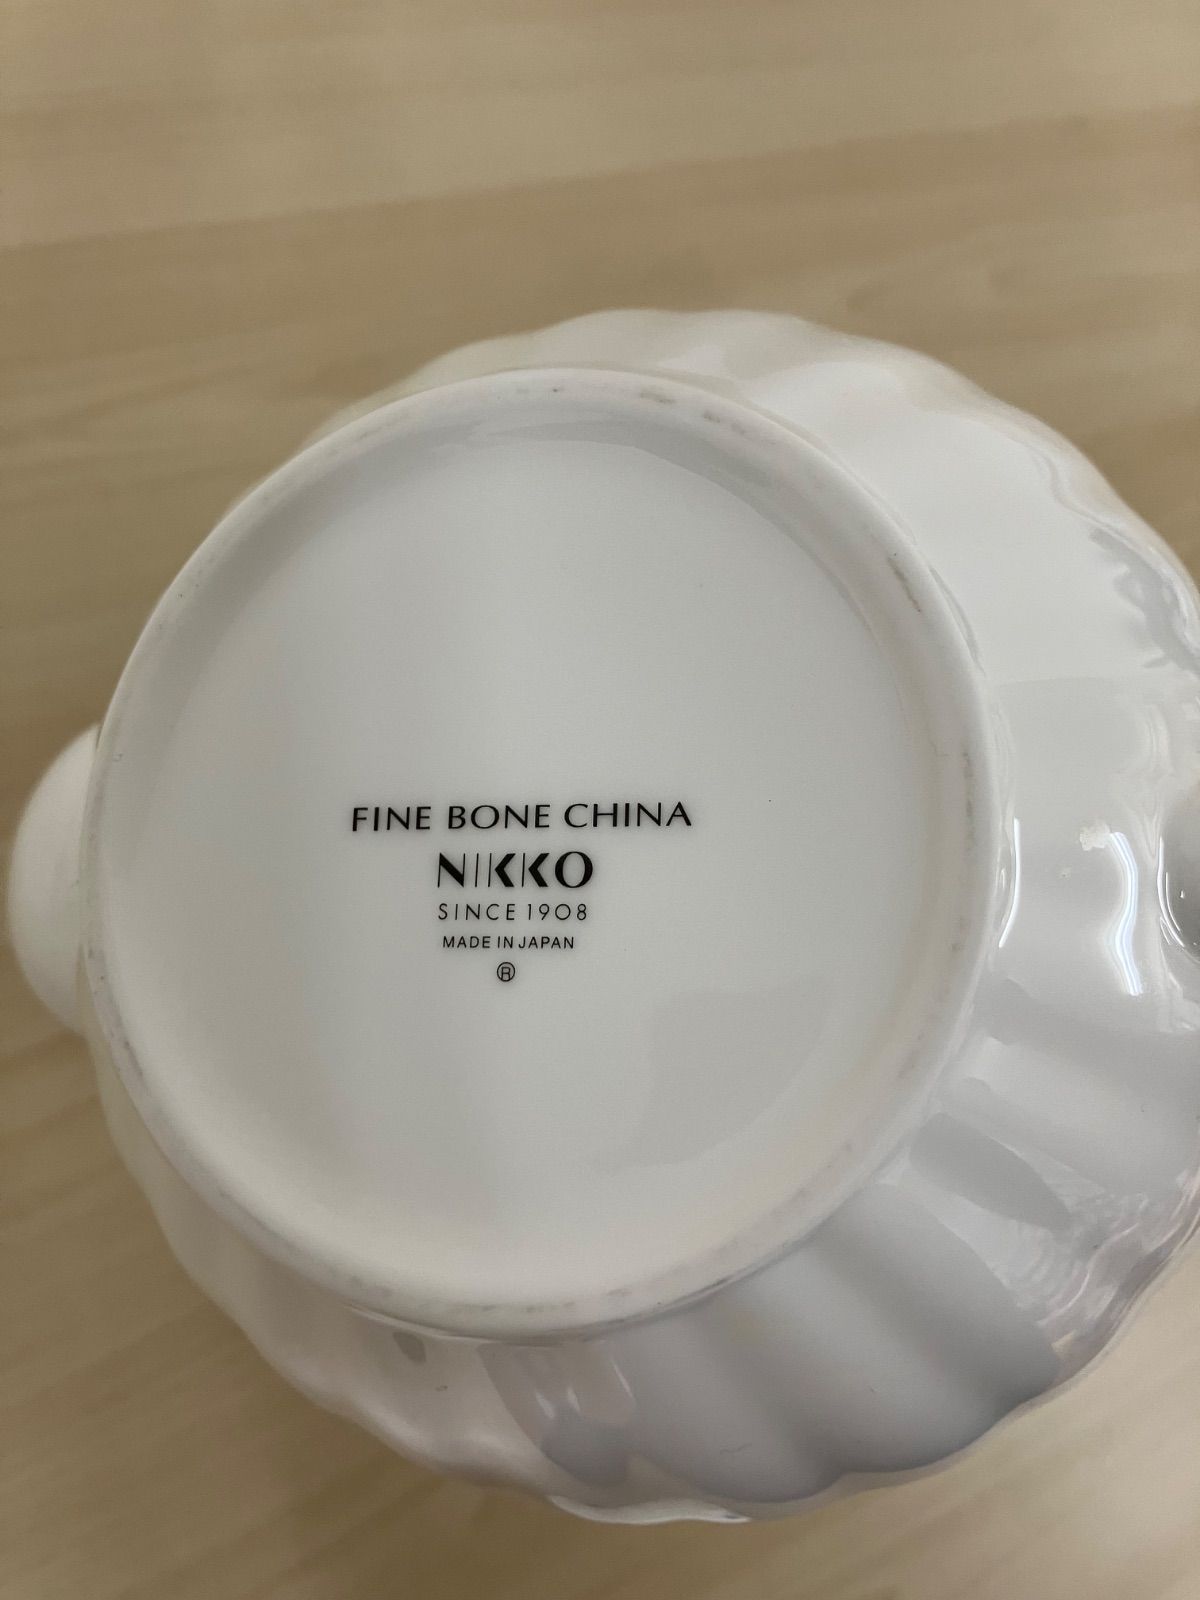 FINE BONE CHINA
NIKKO
SINCE 1908
MADE IN JAPAN
®